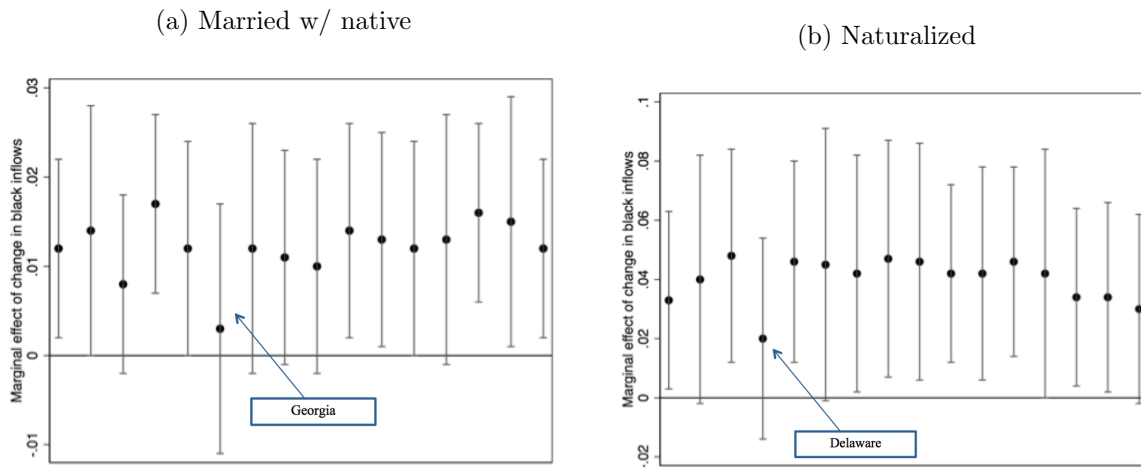 (a) Married w/ native
Marginal effect of change in black inflows
.03
.02
.01
0
-.01
Georgia
(b) Naturalized
Marginal effect of change in black inflows
.1
.08
.06
.04
.02
0
-.02
Delaware